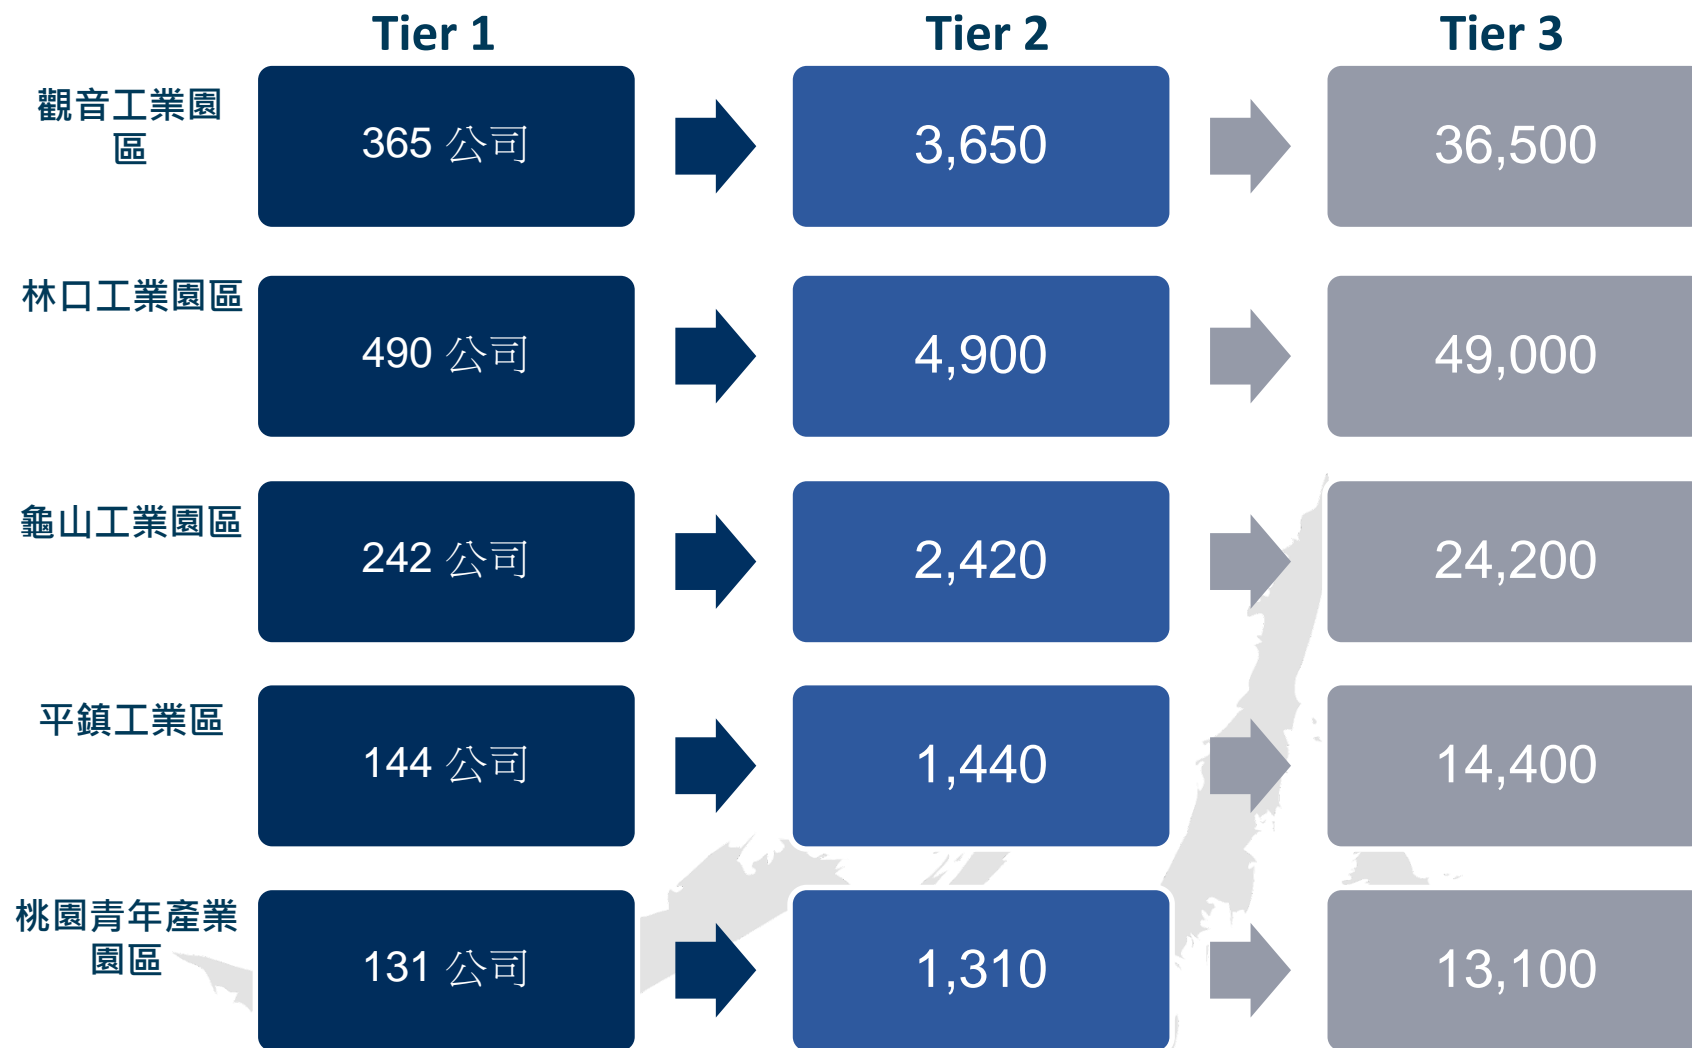 Tier 1
Tier 2
Tier 3
觀音工業園
區
365 公司
3,650
36,500
林口工業園區
490 公司
4,900
49,000
龜山工業園區
242 公司
2,420
24,200
平鎮工業區
144 公司
1,440
14,400
桃園青年產業
園區
131 公司
1,310
13,100